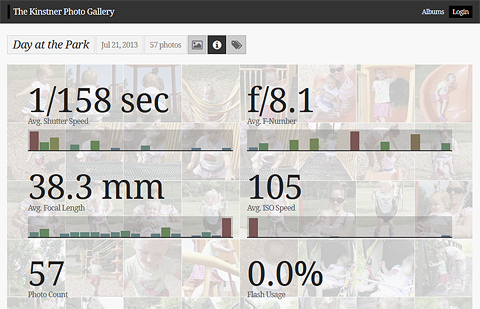 The Kinstner Photo Gallery
Albums Login
Day at the Park Jul 21, 2013 57 photos
1/158 sec
Avg. Shutter Speed
f/8.1
Avg. F-Number
38.3 mm
Avg. Focal Length
105
Avg. ISO Speed
57
Photo Count
0.0%
Flash Usage